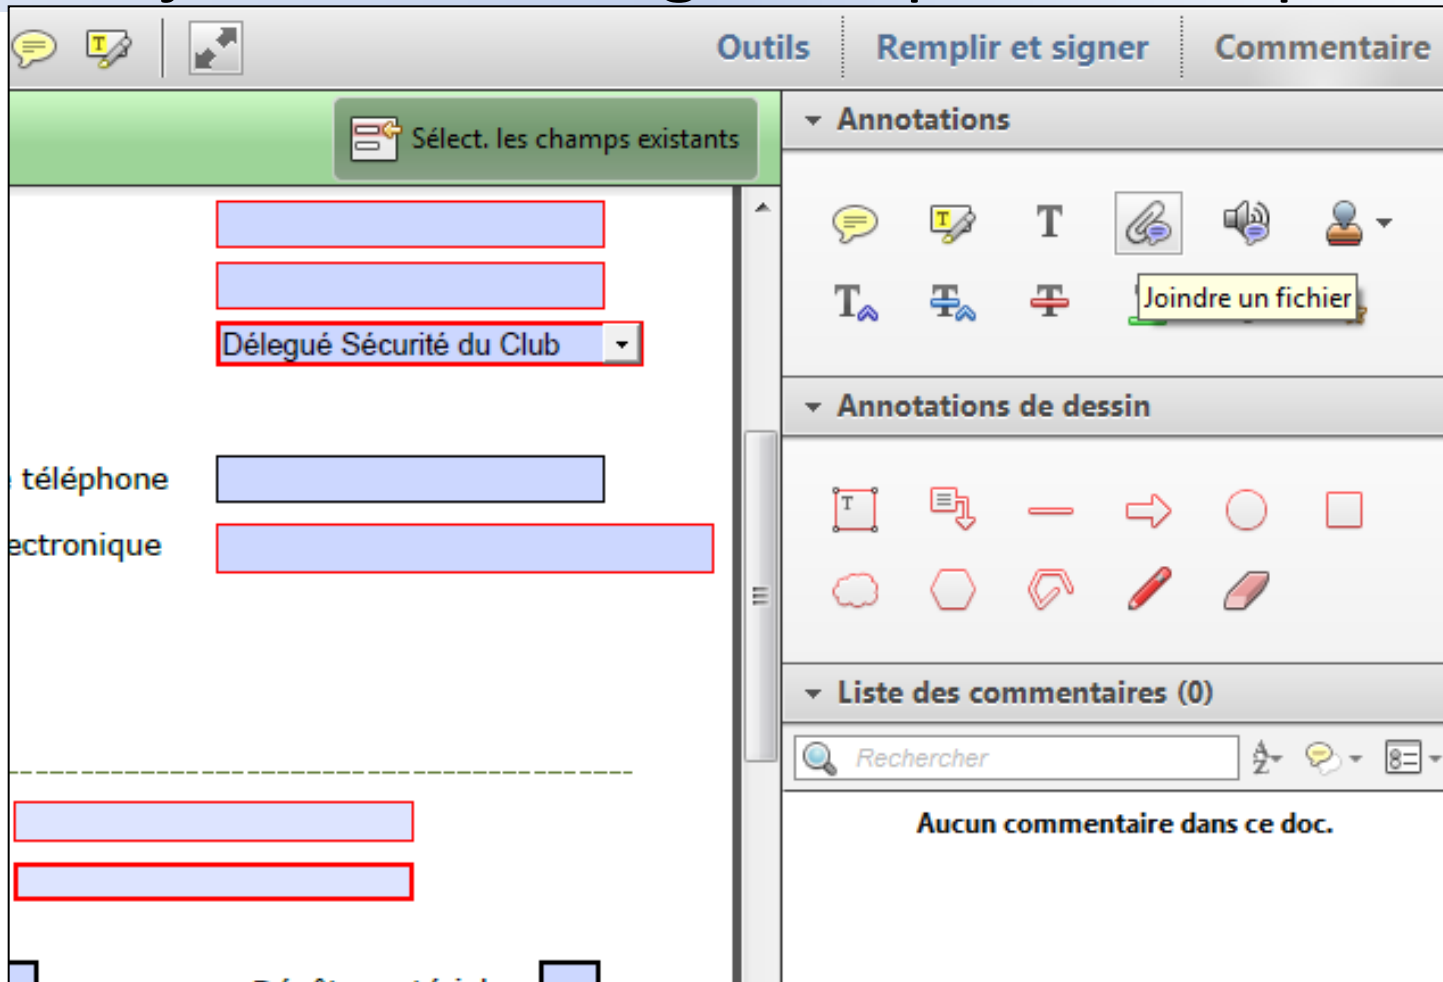 Outils Remplir et signer Commentaire
Sélect. les champs existants
Annotations
Joindre un fichier
Délegué Sécurité du Club
Annotations de dessin
téléphone
ectronique
Liste des commentaires (0)
Rechercher
Aucun commentaire dans ce doc.